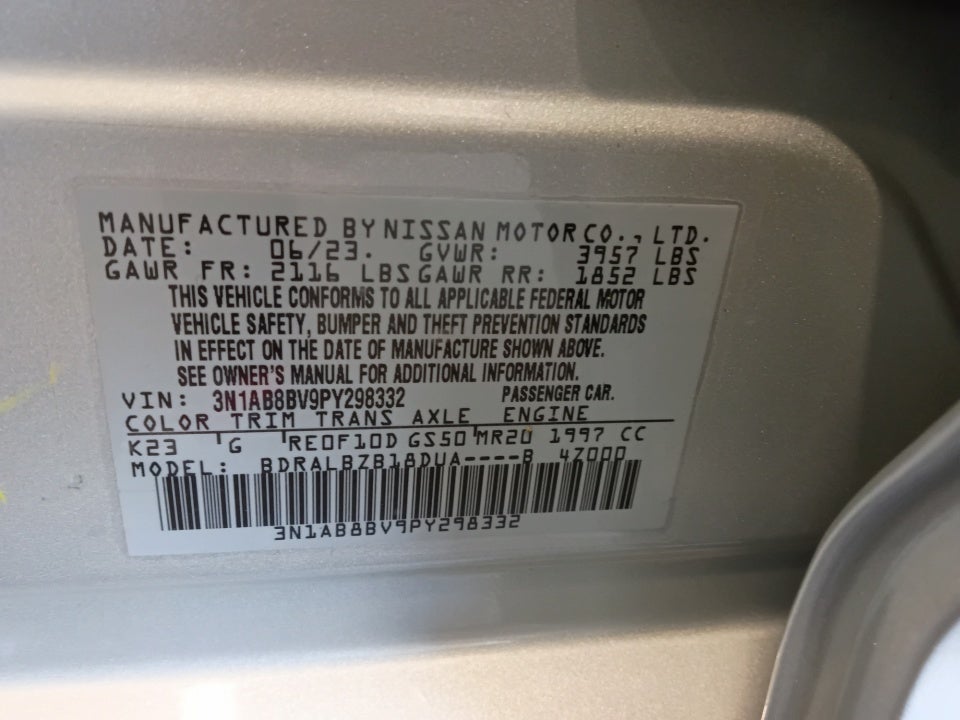 MANUFACTURED BY NISSAN MOTOR CO., LTD.
DATE: 06/23. GVWR: 3957 LBS
GAWR FR: 2116 LBS GAWR RR: 1852 LBS
THIS VEHICLE CONFORMS TO ALL APPLICABLE FEDERAL MOTOR
VEHICLE SAFETY, BUMPER AND THEFT PREVENTION STANDARDS
IN EFFECT ON THE DATE OF MANUFACTURE SHOWN ABOVE.
SEE OWNER'S MANUAL FOR ADDITIONAL INFORMATION.
VIN: 3N1AB8BV9PY298332 PASSENGER CAR.
COLOR TRIM TRANS AXLE ENGINE
K23 G RE0F10D GS50 MR20 1997 CC
MODEL: BDRALBZB18DUA----B 4Z000
3N1AB8BV9PY298332